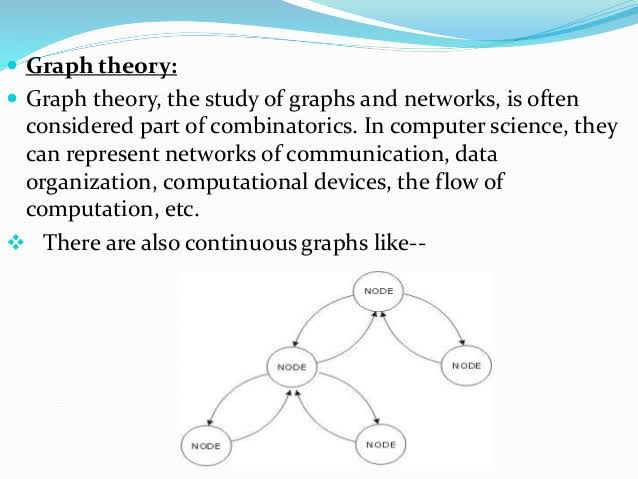 Graph theory:
Graph theory, the study of graphs and networks, is often
considered part of combinatorics. In computer science, they
can represent networks of communication, data
organization, computational devices, the flow of
computation, etc.
There are also continuous graphs like--
NODE
NODE
NODE
NODE
NODE